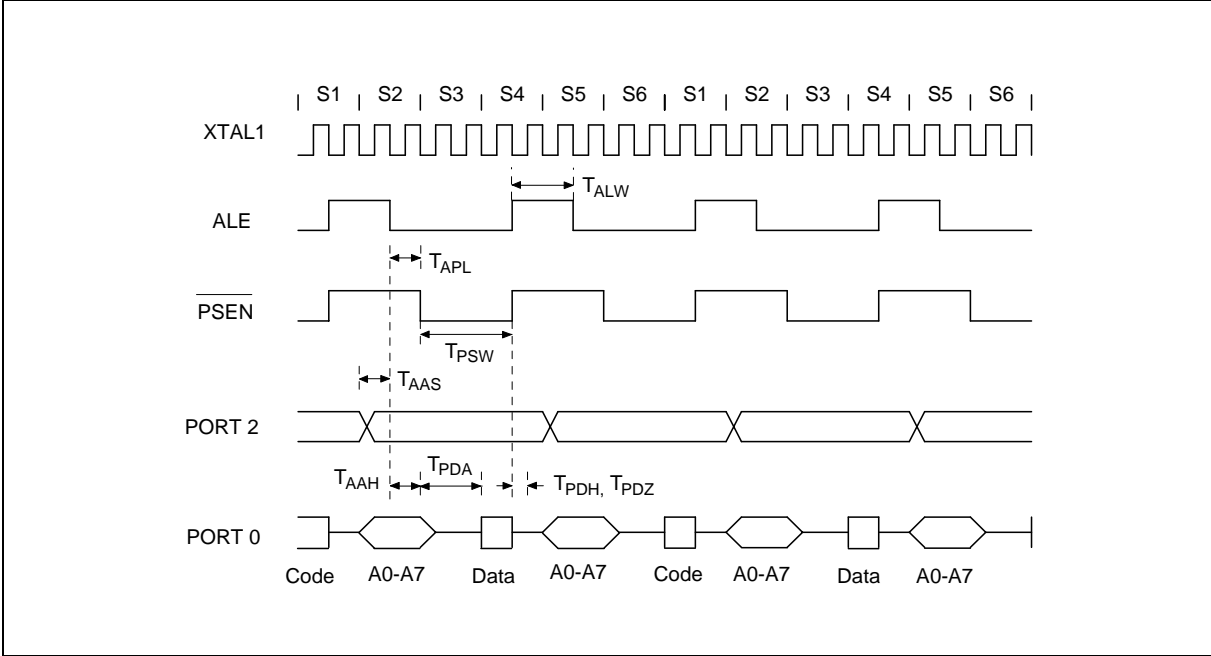 S1 S2 S3 S4 S5 S6 S1 S2 S3 S4 S5 S6
XTAL1
TALW
ALE
TAPL
PSEN
TPSW
TAAS
PORT 2
TAAH TPDA TPDH, TPDZ
PORT 0
Code A0-A7 Data A0-A7 Code A0-A7 Data A0-A7